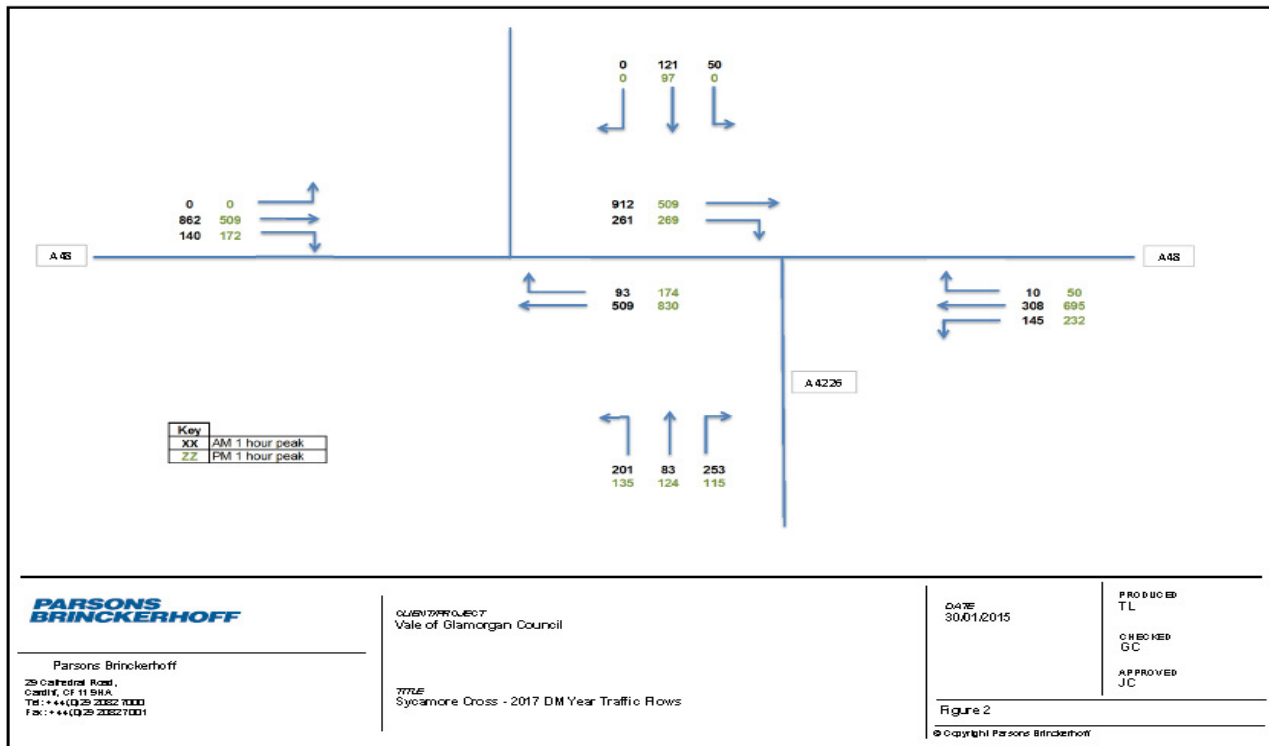 0 121 50
0 97 0
0 0
862 509
140 172
912 509
261 269
A48
A48
93 174
509 830
10 50
308 695
145 232
A4226
Key
XX AM 1 hour peak
ZZ PM 1 hour peak
201 83 253
135 124 115
PARSONS
BRINCKERHOFF
Parsons Brinckerhoff
29 Cathedral Road,
Cardiff, CF11 9HA
Tel: ++44(0)29 2082 7000
Fax: ++44(0)29 2082 7001
CLIENT/PROJECT
Vale of Glamorgan Council
TITLE
Sycamore Cross - 2017 DM Year Traffic Flows
DATE
30/01/2015
Figure 2
PRODUCED
TL
CHECKED
GC
APPROVED
JC
© Copyright Parsons Brinckerhoff